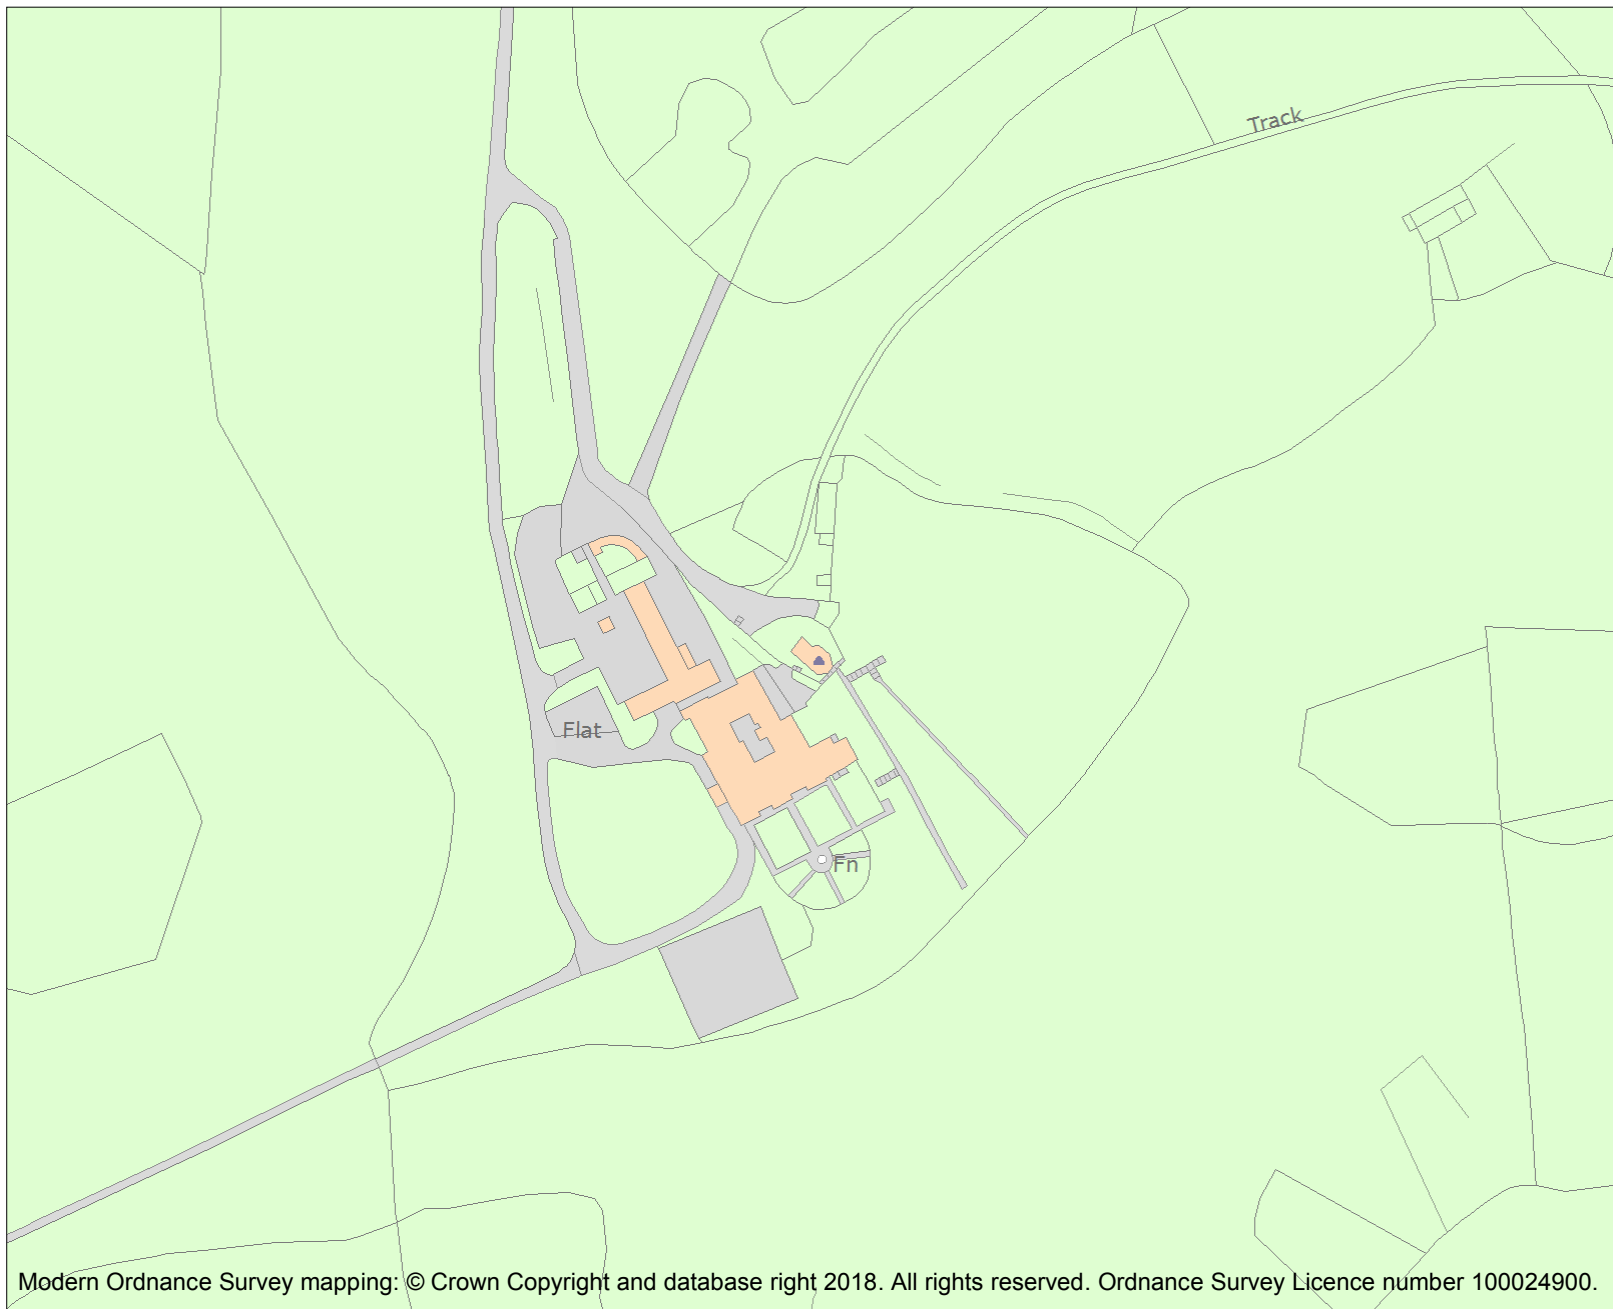 Track
Flat
Fn
Modern Ordnance Survey mapping: © Crown Copyright and database right 2018. All rights reserved. Ordnance Survey Licence number 100024900.